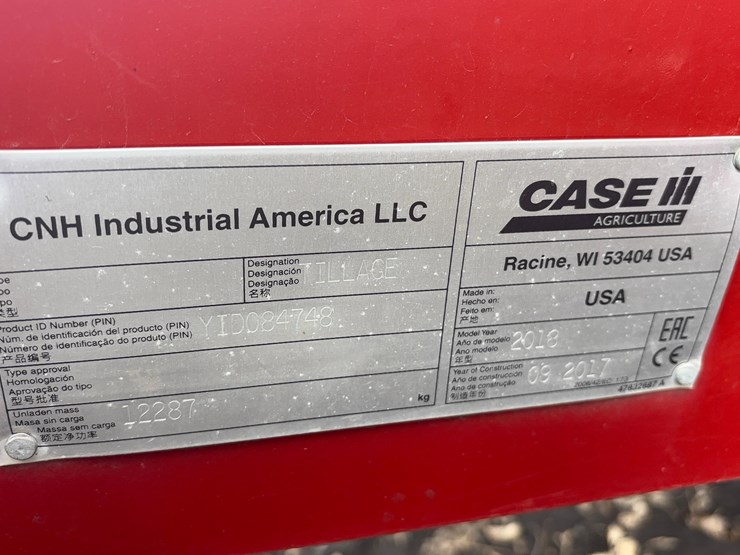 CNH Industrial America LLC
Designation
Designación
Designação
名称
TILLAGE
Product ID Number (PIN)
Núm. de identificación del producto (PIN)
Número de identificação do produto (PIN)
产品编号
YJD084748
Type approval
Homologación
Aprovação do tipo
型号批准
Unladen mass
Masa sin carga
Massa sem carga
额定净功率
12287
kg
CASE IH
AGRICULTURE
Racine, WI 53404 USA
Made in:
Hecho en:
Feito em:
产地
USA
Model Year
Año de modelo
Ano modelo
年型
2018
Year of Construction
Año de construcción
Ano de construção
制造年份
09 2017
EAC
CE
47432687 A